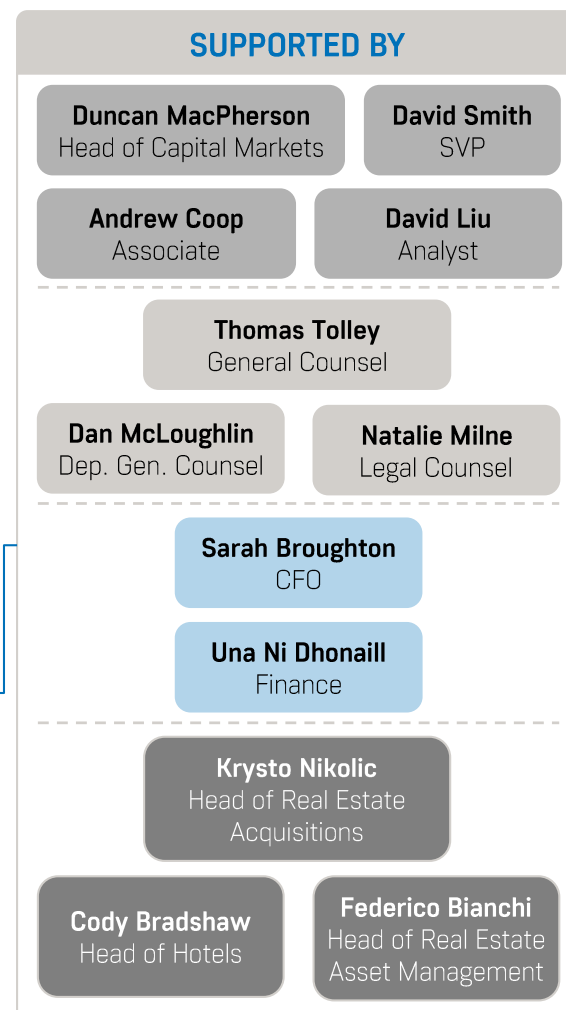 SUPPORTED BY
Duncan MacPherson
Head of Capital Markets
David Smith
SVP
Andrew Coop
Associate
David Liu
Analyst
Thomas Tolley
General Counsel
Dan McLoughlin
Dep. Gen. Counsel
Natalie Milne
Legal Counsel
Sarah Broughton
CFO
Una Ni Dhonaill
Finance
Krysto Nikolic
Head of Real Estate
Acquisitions
Cody Bradshaw
Head of Hotels
Federico Bianchi
Head of Real Estate
Asset Management